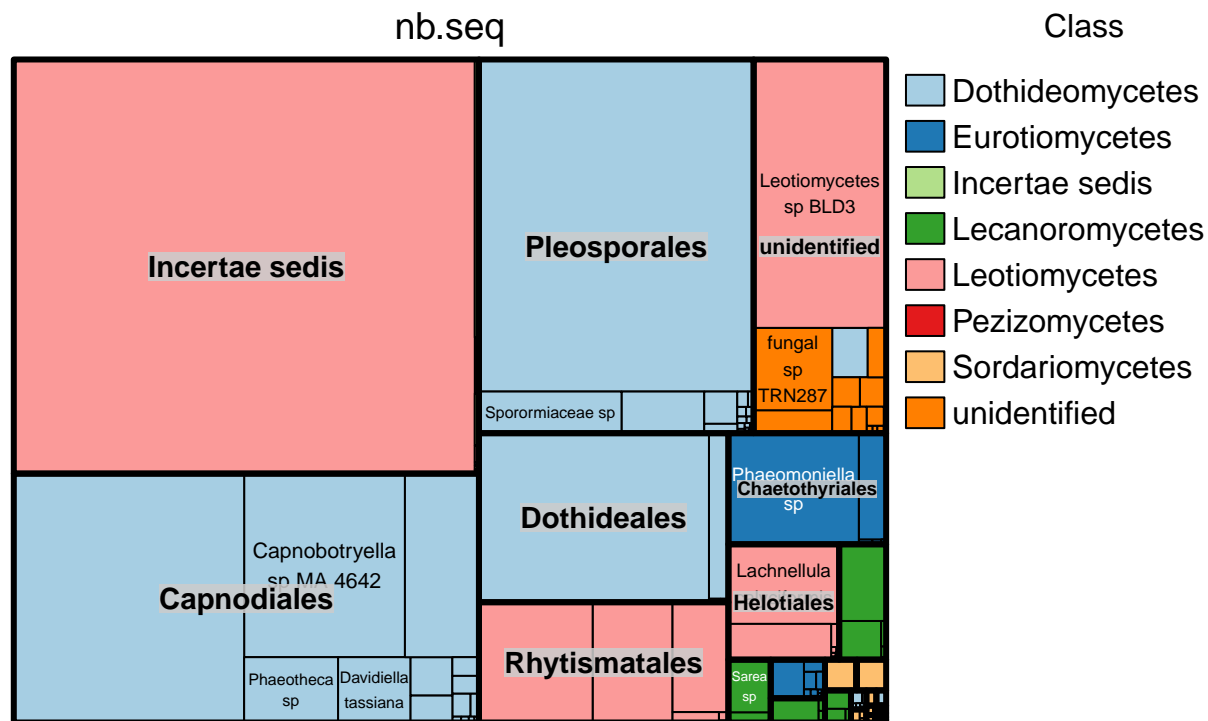 nb.seq
Class
Dothideomycetes
Eurotiomycetes
Incertae sedis
Lecanoromycetes
Leotiomycetes
Pezizomycetes
Sordariomycetes
unidentified
Incertae sedis
Pleosporales
Sporormiaceae sp
Leotiomycetes
sp BLD3
unidentified
fungal
sp
TRN287
Capnobotryella
sp MA 4642
Capnodiales
Phaeotheca
sp
Davidiella
tassiana
Dothideales
Rhytismatales
Phaeomoniella
Chaetothyriales
sp
Lachnellula
Helotiales
Sarea
sp